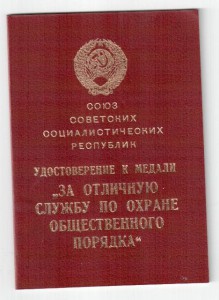 СОЮЗ
СОВЕТСКИХ
СОЦИАЛИСТИЧЕСКИХ
РЕСПУБЛИК
УДОСТОВЕРЕНИЕ К МЕДАЛИ
„ЗА ОТЛИЧНУЮ
СЛУЖБУ ПО ОХРАНЕ
ОБЩЕСТВЕННОГО
ПОРЯДКА“